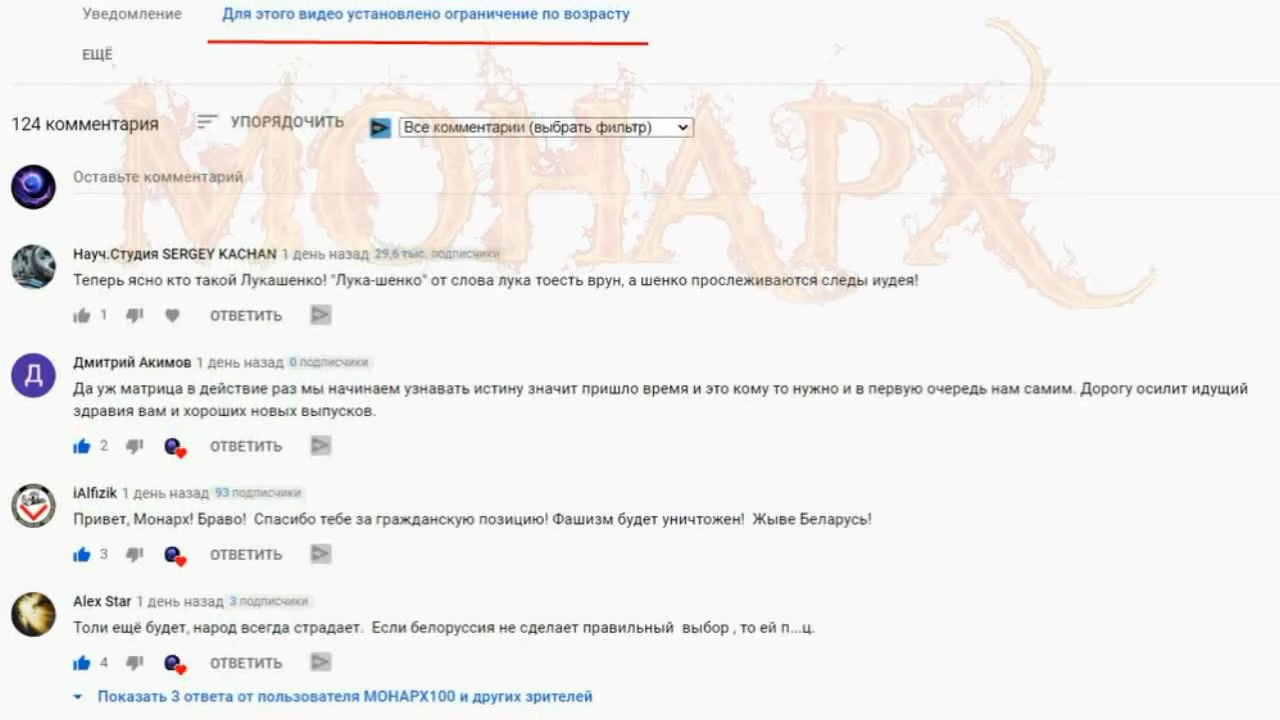 Уведомление Для этого видео установлено ограничение по возрасту
ЕЩЁ
МОНАРХ
124 комментария УПОРЯДОЧИТЬ Все комментарии (выбрать фильтр)
Оставьте комментарий
Науч.Студия SERGEY KACHAN 1 день назад 29,6 тыс. подписчики
Теперь ясно кто такой Лукашенко! "Лука-шенко" от слова лука тоесть врун, а шенко прослеживаются следы иудея!
1 ОТВЕТИТЬ
Д
Дмитрий Акимов 1 день назад 0 подписчики
Да уж матрица в действие раз мы начинаем узнавать истину значит пришло время и это кому то нужно и в первую очередь нам самим. Дорогу осилит идущий
здравия вам и хороших новых выпусков.
2 ОТВЕТИТЬ
iAlfizik 1 день назад 93 подписчики
Привет, Монарх! Браво! Спасибо тебе за гражданскую позицию! Фашизм будет уничтожен! Жыве Беларусь!
3 ОТВЕТИТЬ
Alex Star 1 день назад 3 подписчики
Толи ещё будет, народ всегда страдает. Если белоруссия не сделает правильный выбор , то ей п...ц.
4 ОТВЕТИТЬ
Показать 3 ответа от пользователя МОНАРХ100 и других зрителей